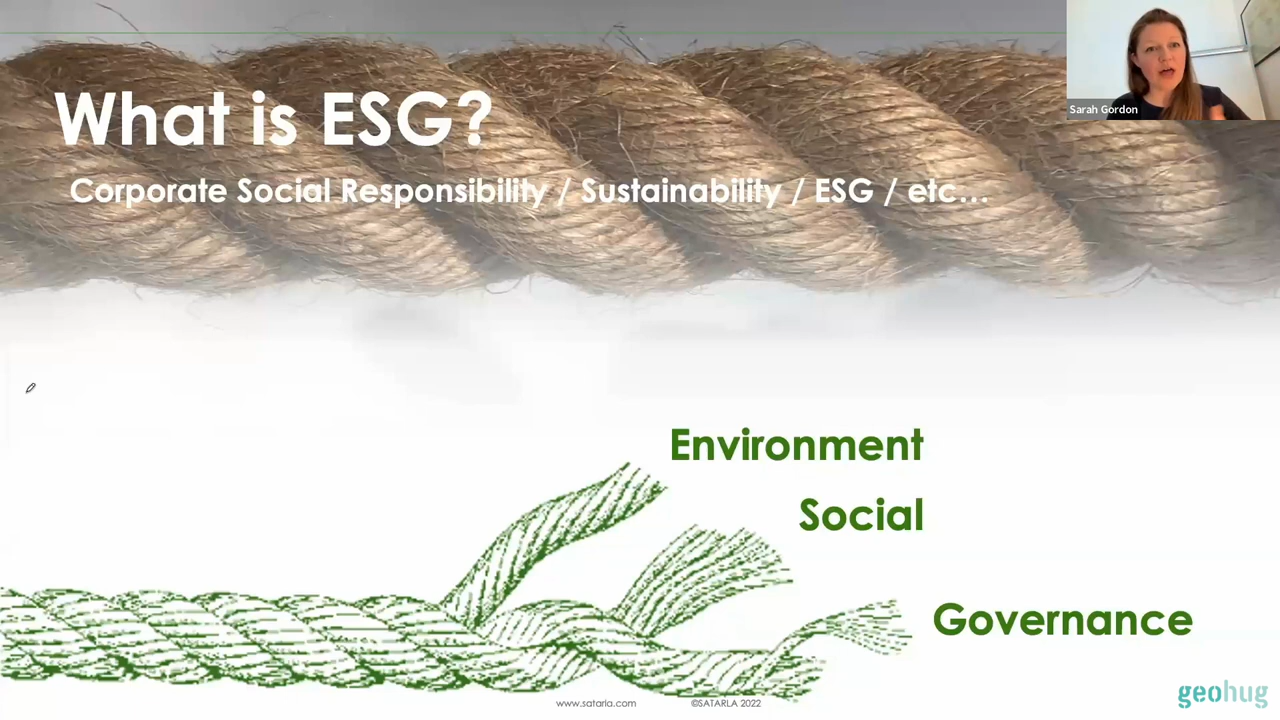 What is ESG?
Corporate Social Responsibility / Sustainability / ESG / etc...
Sarah Gordon
Environment
Social
Governance
www.satarla.com ©SATARLA 2022
geohug